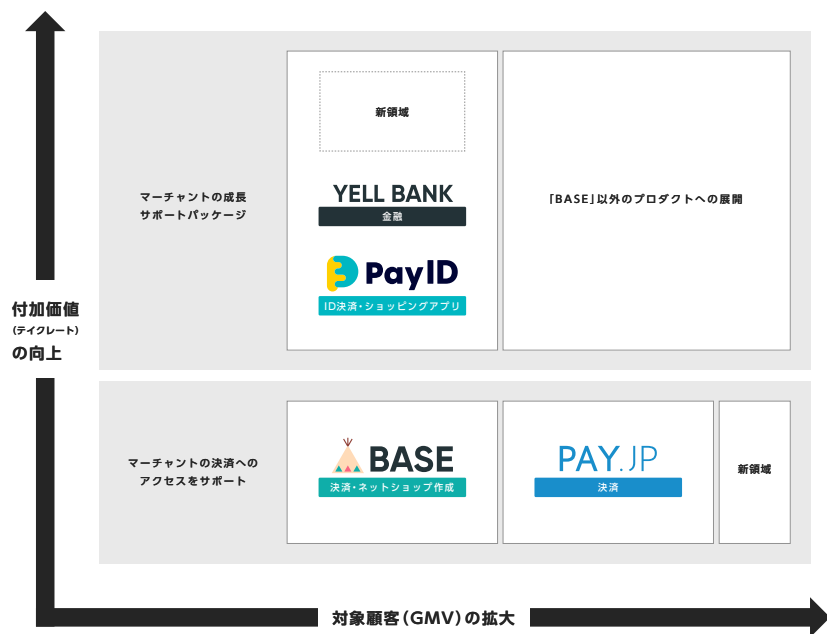 付加価値
(テイクレート)
の向上
マーチャントの成長
サポートパッケージ
新領域
YELL BANK
金融
PayID
ID決済・ショッピングアプリ
「BASE」以外のプロダクトへの展開
マーチャントの決済への
アクセスをサポート
BASE
決済・ネットショップ作成
PAY.JP
決済
新領域
対象顧客(GMV)の拡大